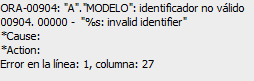 ORA-00904: "A"."MODELO": identificador no válido
00904. 00000 -  "%s: invalid identifier"
*Cause:
*Action:
Error en la línea: 1, columna: 27